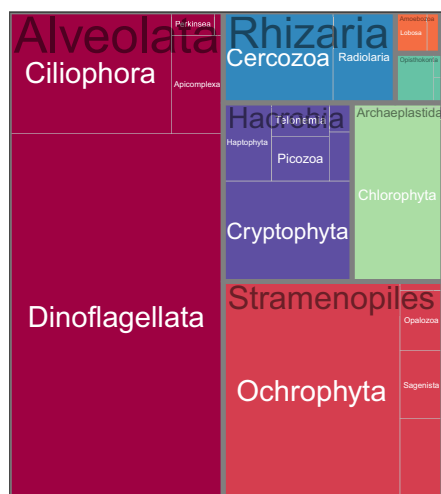 Alveolata
Perkinsea
Ciliophora
Apicomplexa
Dinoflagellata
Rhizaria
Cercozoa
Radiolaria
Amoebozoa
Lobosa
Opisthokonta
Hacrobia
Telonemia
Haptophyta
Picozoa
Cryptophyta
Archaeplastida
Chlorophyta
Stramenopiles
Opalozoa
Ochrophyta
Sagenista